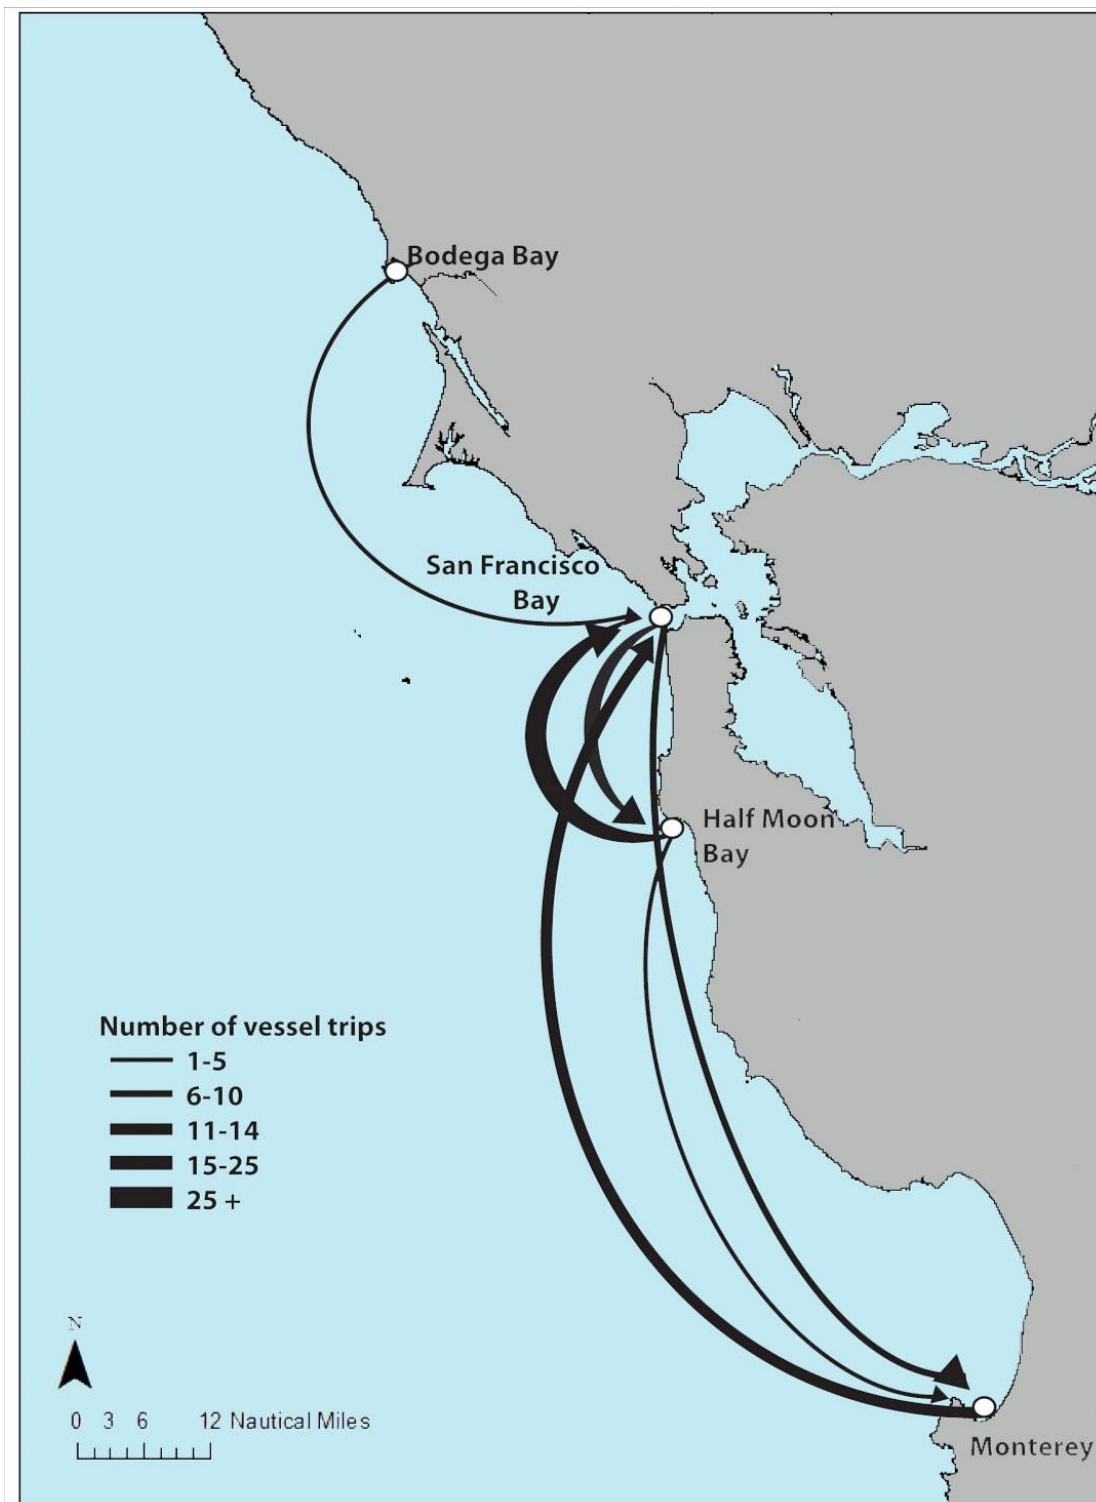 Bodega Bay
San Francisco
Bay
Half Moon
Bay
Number of vessel trips
1-5
6-10
11-14
15-25
25 +
N
0 3 6 12 Nautical Miles
Monterey